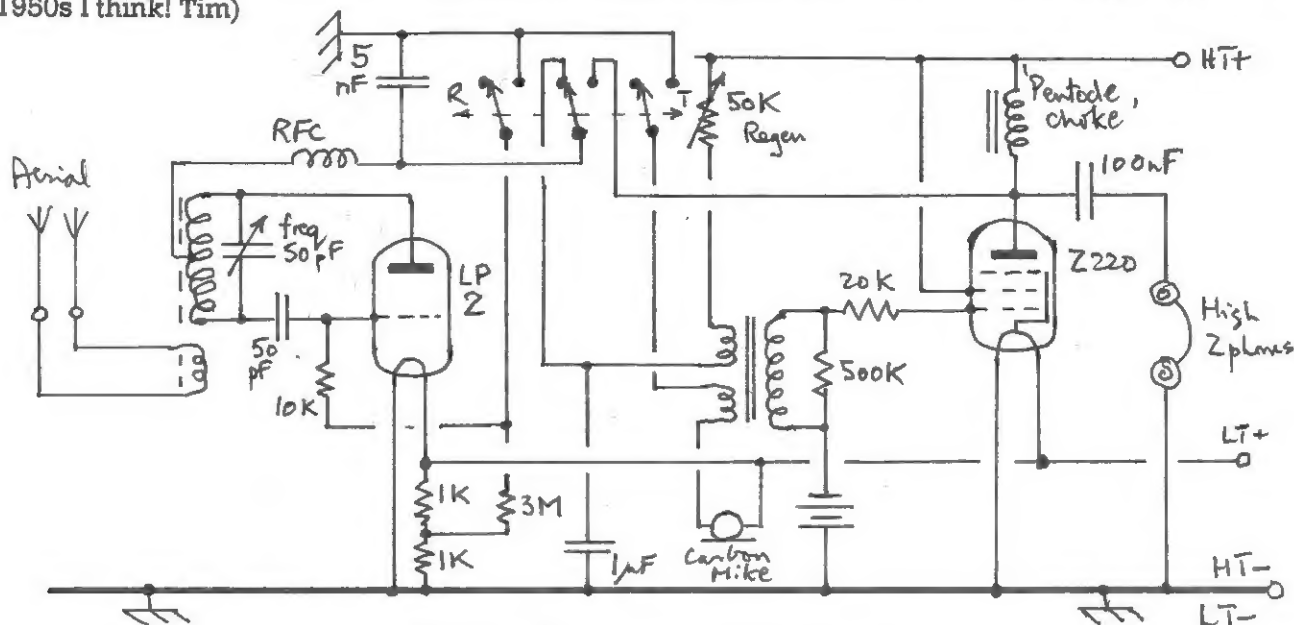 1950s I think! Tim)
5
nF
R
T
50K
Regen
HT+
'Pentode,
choke
RFC
100nF
Aerial
freq
50pF
LP
2
Z220
20K
High
Z phones
50
pF
10K
500K
LT+
1K
3M
1K
1µF
Carbon
Mike
HT-
LT-